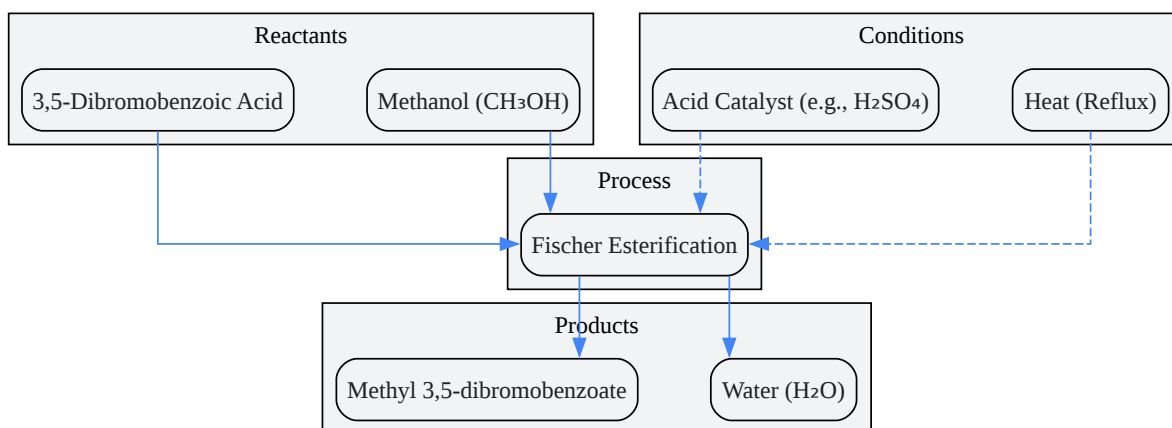 Reactants
Conditions
3,5-Dibromobenzoic Acid
Methanol (CH₃OH)
Acid Catalyst (e.g., H₂SO₄)
Heat (Reflux)
Process
Fischer Esterification
Products
Methyl 3,5-dibromobenzoate
Water (H₂O)